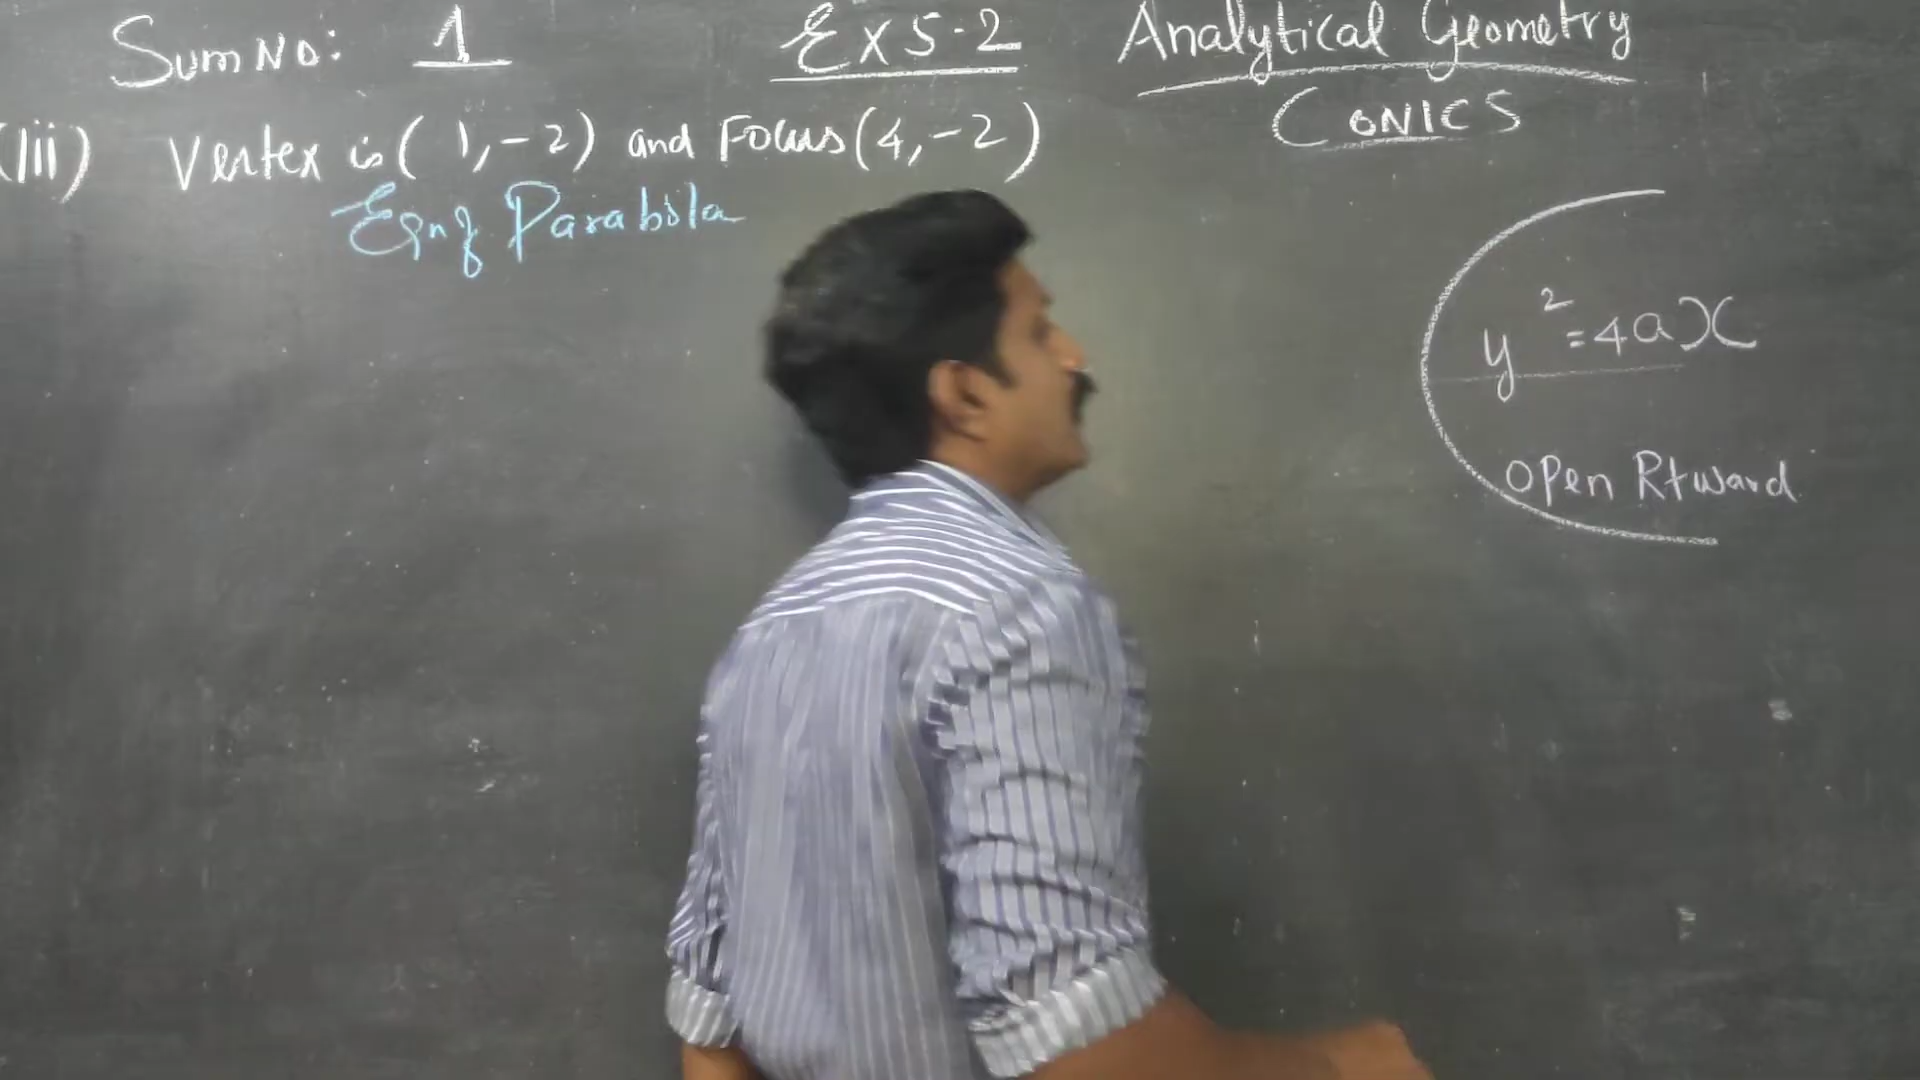 Sum No: 1 Ex 5.2 Analytical Geometry
CONICS
(iii) Vertex is (1, -2) and Focus (4, -2)
Eqn of Parabola
y² = 4ax
open Rtward